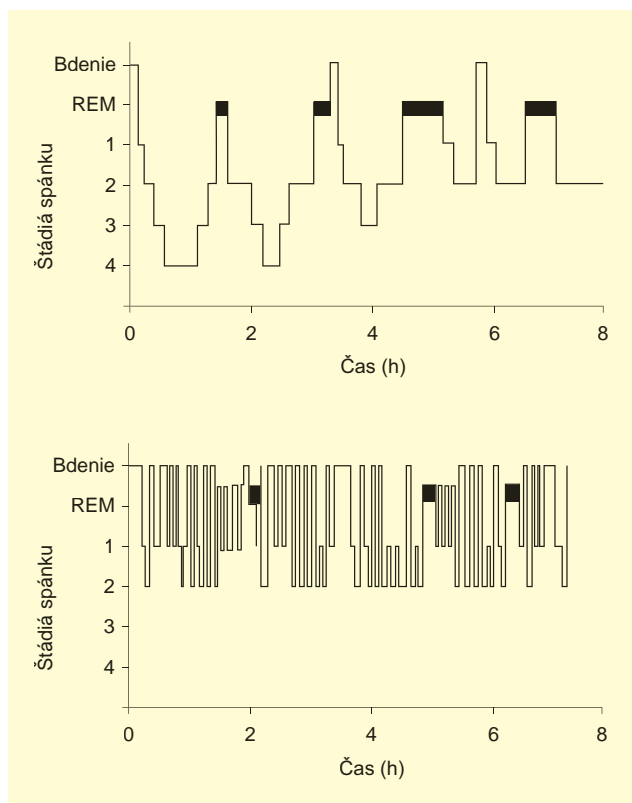 Bdenie
REM
1
2
3
4
Štádiá spánku
0 2 4 6 8
Čas (h)
Bdenie
REM
1
2
3
4
Štádiá spánku
0 2 4 6 8
Čas (h)